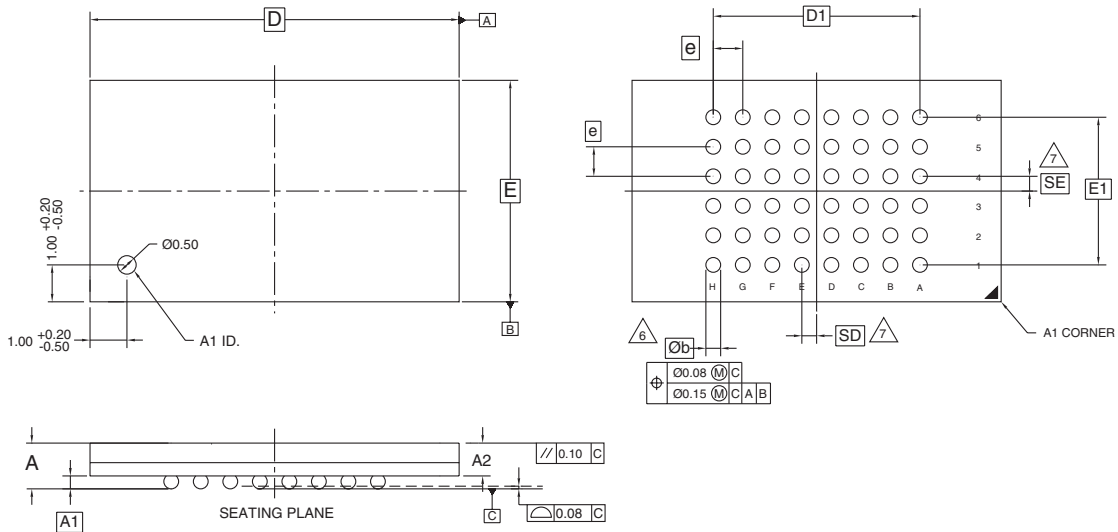 D
A
D1
e
6
5
e
7
4
SE
E
E1
3
1.00 +0.20 -0.50
Ø0.50
2
1
H G F E D C B A
B
A1 CORNER
1.00 +0.20 -0.50
A1 ID.
6
Øb
SD
7
Ø0.08 M C
Ø0.15 M C A B
A
A2
// 0.10 C
A1
SEATING PLANE
C
0.08 C